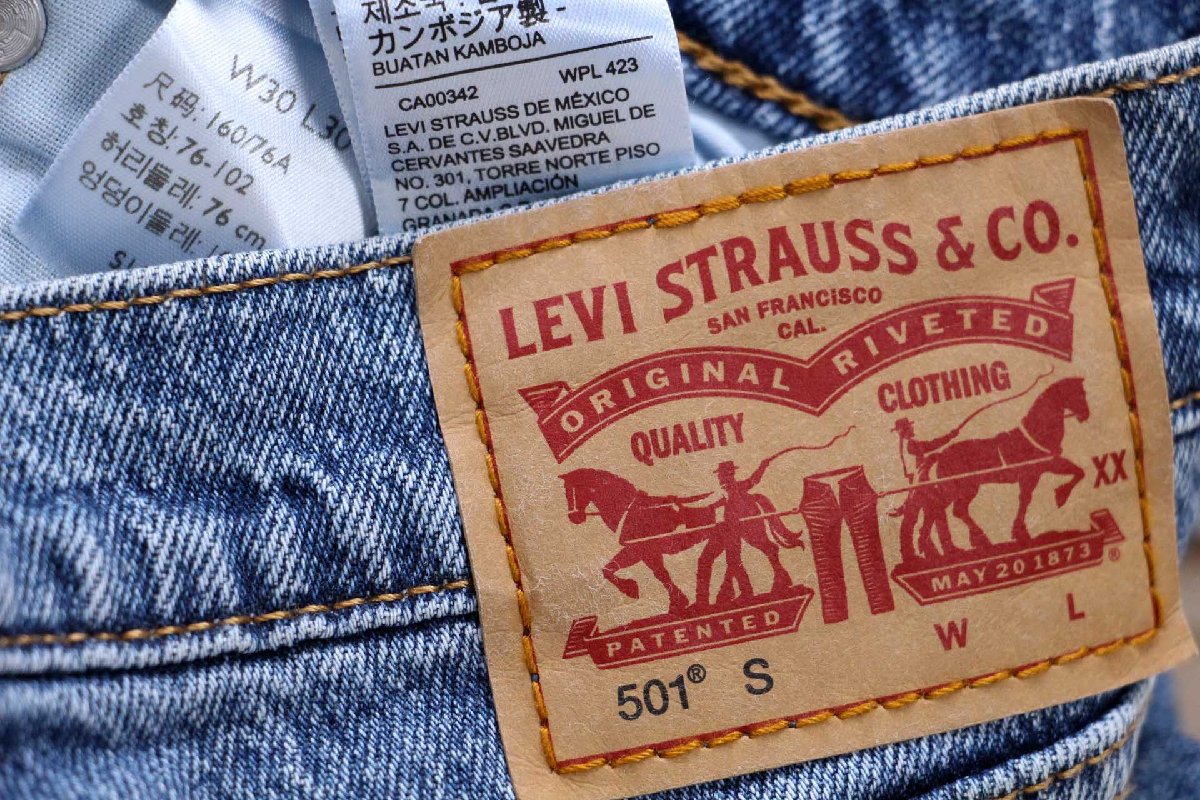 W30 L30
尺码: 160/76A
호칭: 76-102
허리둘레: 76 cm
엉덩이둘레:
제조국 :
カンボジア製 -
BUATAN KAMBOJA
WPL 423
CA00342
LEVI STRAUSS DE MÉXICO
S.A. DE C.V.BLVD. MIGUEL DE
CERVANTES SAAVEDRA
NO. 301, TORRE NORTE PISO
7 COL. AMPLIACIÓN
GRANADA
LEVI STRAUSS & CO.
SAN FRANCISCO
CAL.
ORIGINAL RIVETED
QUALITY CLOTHING
XX
PATENTED MAY 20 1873 ®
W L
501® S